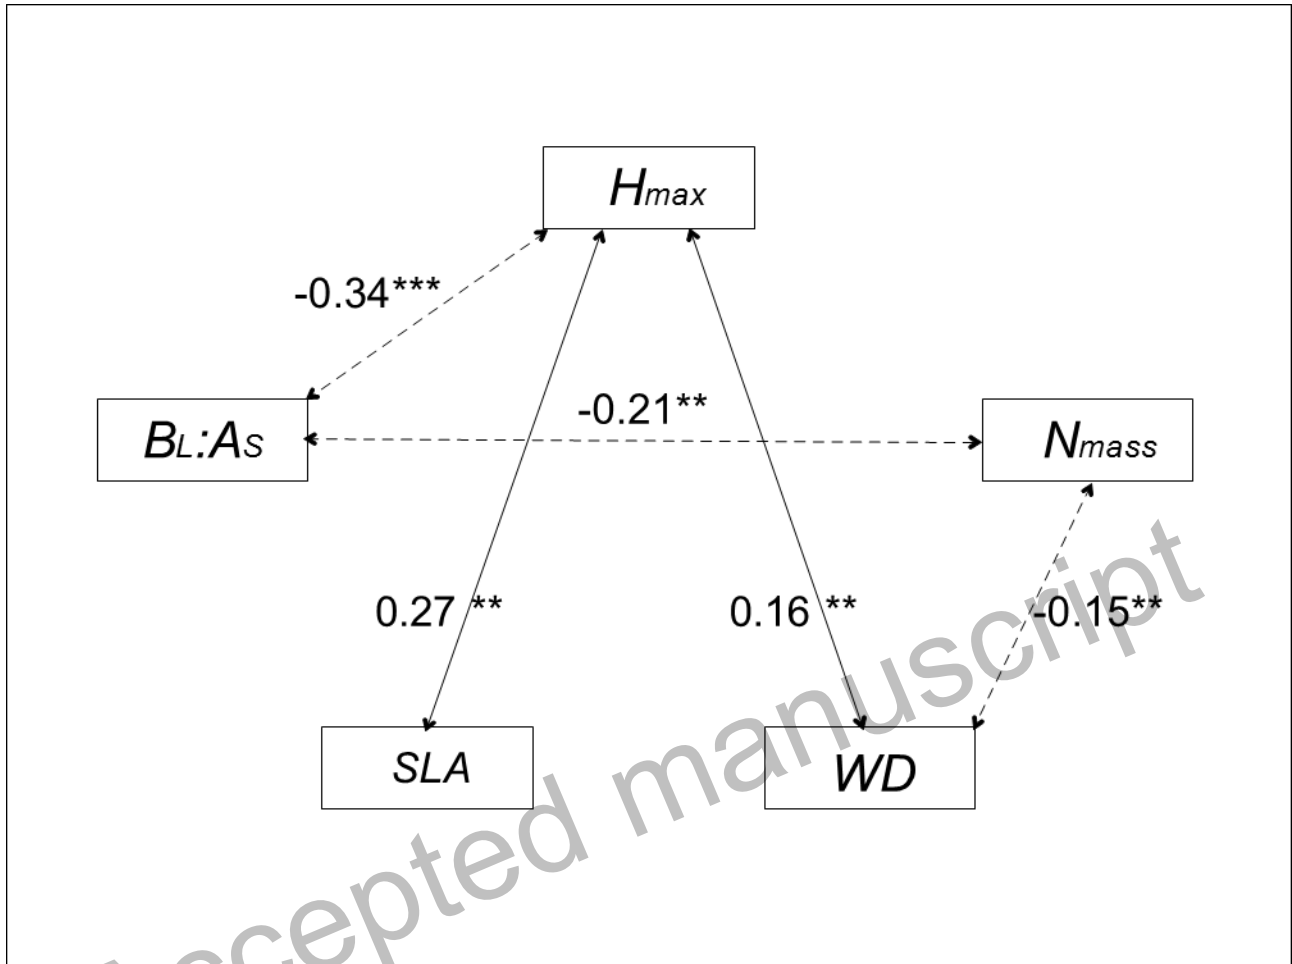 Hmax
-0.34***
-0.21**
BL:AS
Nmass
0.27 **
0.16 **
-0.15**
SLA
WD
accepted manuscript